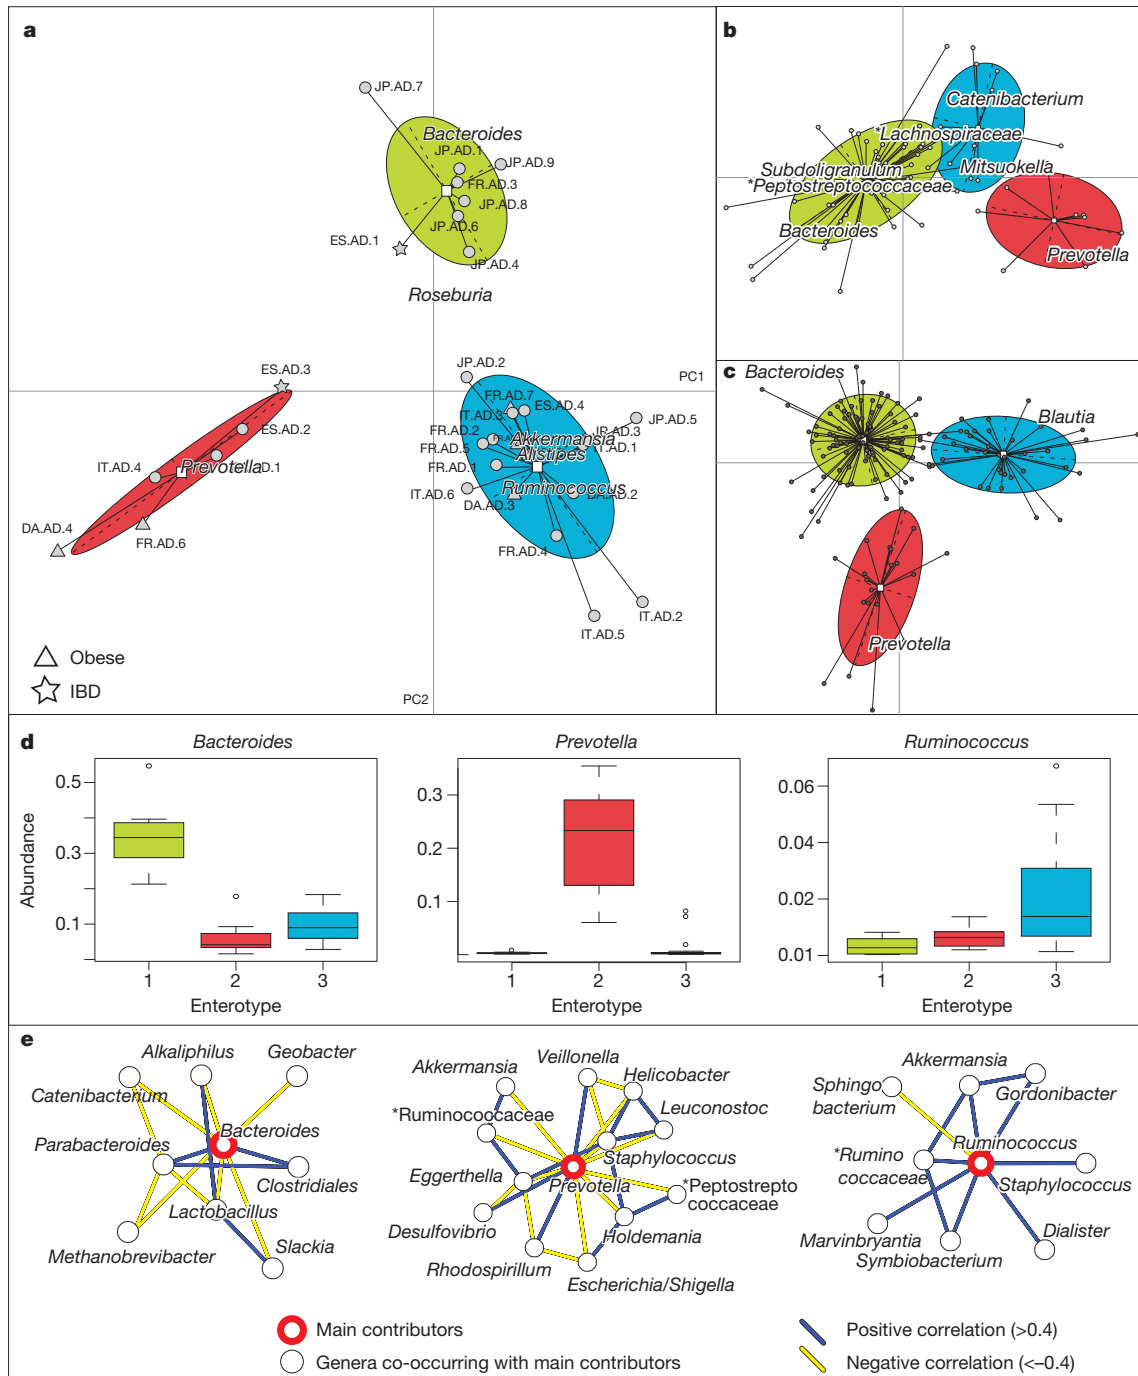 a
JP.AD.7
Bacteroides
JP.AD.1
JP.AD.9
FR.AD.3
JP.AD.8
JP.AD.6
ES.AD.1
JP.AD.4
Roseburia
ES.AD.3
JP.AD.2
PC1
FR.AD.7
ES.AD.4
IT.AD.3
JP.AD.5
ES.AD.2
FR.AD.2
JP.AD.3
Akkermansia
FR.AD.5
IT.AD.1
Alistipes
IT.AD.4
Prevotella
D.1
FR.AD.1
Ruminococcus
IT.AD.6
DA.AD.2
DA.AD.3
DA.AD.4
FR.AD.6
FR.AD.4
IT.AD.2
IT.AD.5
Obese
IBD
PC2
b
Catenibacterium
*Lachnospiraceae
Subdoligranulum
Mitsuokella
*Peptostreptococcaceae
Bacteroides
Prevotella
c
Bacteroides
Blautia
Prevotella
d
Bacteroides
Abundance
0.5
0.3
0.1
1 2 3
Enterotype
Prevotella
0.3
0.2
0.1
1 2 3
Enterotype
Ruminococcus
0.06
0.04
0.02
0.01
1 2 3
Enterotype
e
Alkaliphilus
Geobacter
Catenibacterium
Bacteroides
Parabacteroides
Clostridiales
Lactobacillus
Methanobrevibacter
Slackia
Veillonella
Akkermansia
Helicobacter
*Ruminocoocaceae
Leuconostoc
Staphylococcus
Eggerthella
Prevotella
*Peptostrepto
coccaceae
Desulfovibrio
Holdemania
Rhodospirillum
Escherichia/Shigella
Akkermansia
Sphingo
bacterium
Gordonibacter
Ruminococcus
*Rumino
coccaceae
Staphylococcus
Marvinbryantia
Dialister
Symbiobacterium
Main contributors
Genera co-occurring with main contributors
Positive correlation (>0.4)
Negative correlation (<–0.4)